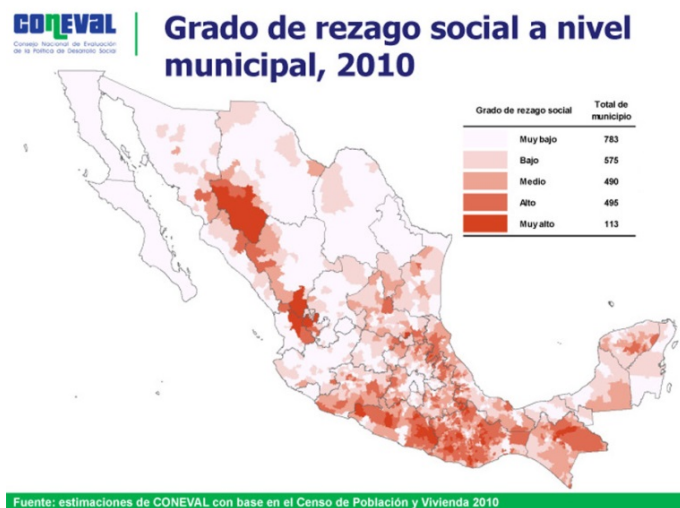 CONEVAL
Consejo Nacional de Evaluación
de la Política de Desarrollo Social
Grado de rezago social a nivel
municipal, 2010
Grado de rezago social Total de municipio
Muy bajo 783
Bajo 575
Medio 490
Alto 495
Muy alto 113
Fuente: estimaciones de CONEVAL con base en el Censo de Población y Vivienda 2010